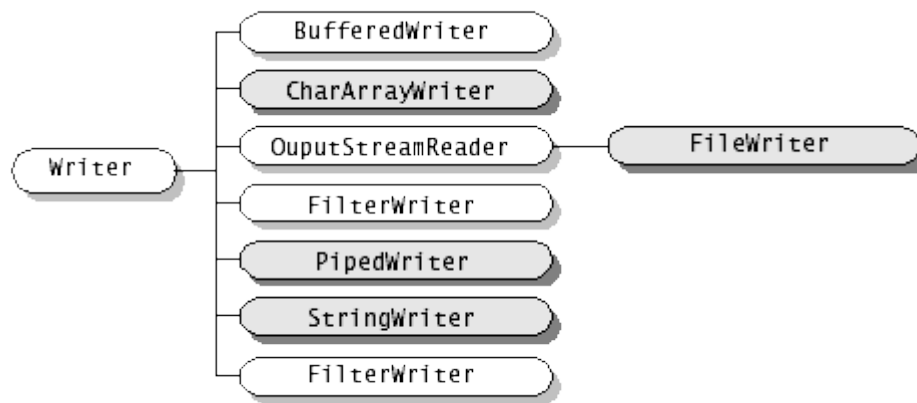 Writer
BufferedWriter
CharArrayWriter
OuputStreamReader
FileWriter
FilterWriter
PipedWriter
StringWriter
FilterWriter